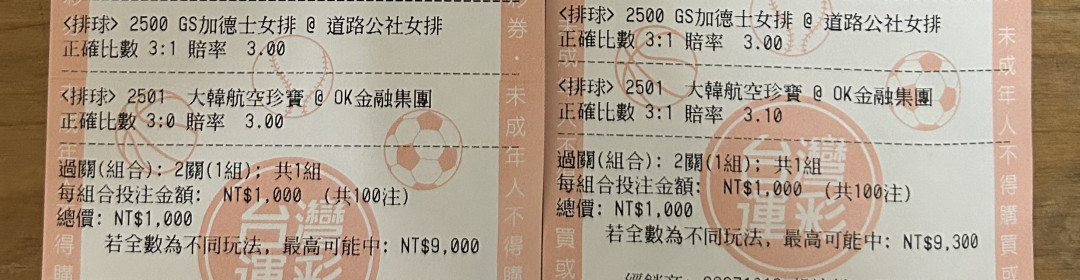 <排球> 2500 GS加德士女排 @ 道路公社女排
正確比數 3:1 賠率 3.00
<排球> 2501 大韓航空珍寶 @ OK金融集團
正確比數 3:0 賠率 3.00
過關(組合): 2關(1組); 共1組
每組合投注金額: NT$1,000 (共100注)
總價: NT$1,000
若全數為不同玩法, 最高可能中: NT$9,000
券・未成年人不得購
台灣運彩
<排球> 2500 GS加德士女排 @ 道路公社女排
正確比數 3:1 賠率 3.00
<排球> 2501 大韓航空珍寶 @ OK金融集團
正確比數 3:1 賠率 3.10
過關(組合): 2關(1組); 共1組
每組合投注金額: NT$1,000 (共100注)
總價: NT$1,000
若全數為不同玩法, 最高可能中: NT$9,300
未成年人不得購買或
台灣運彩